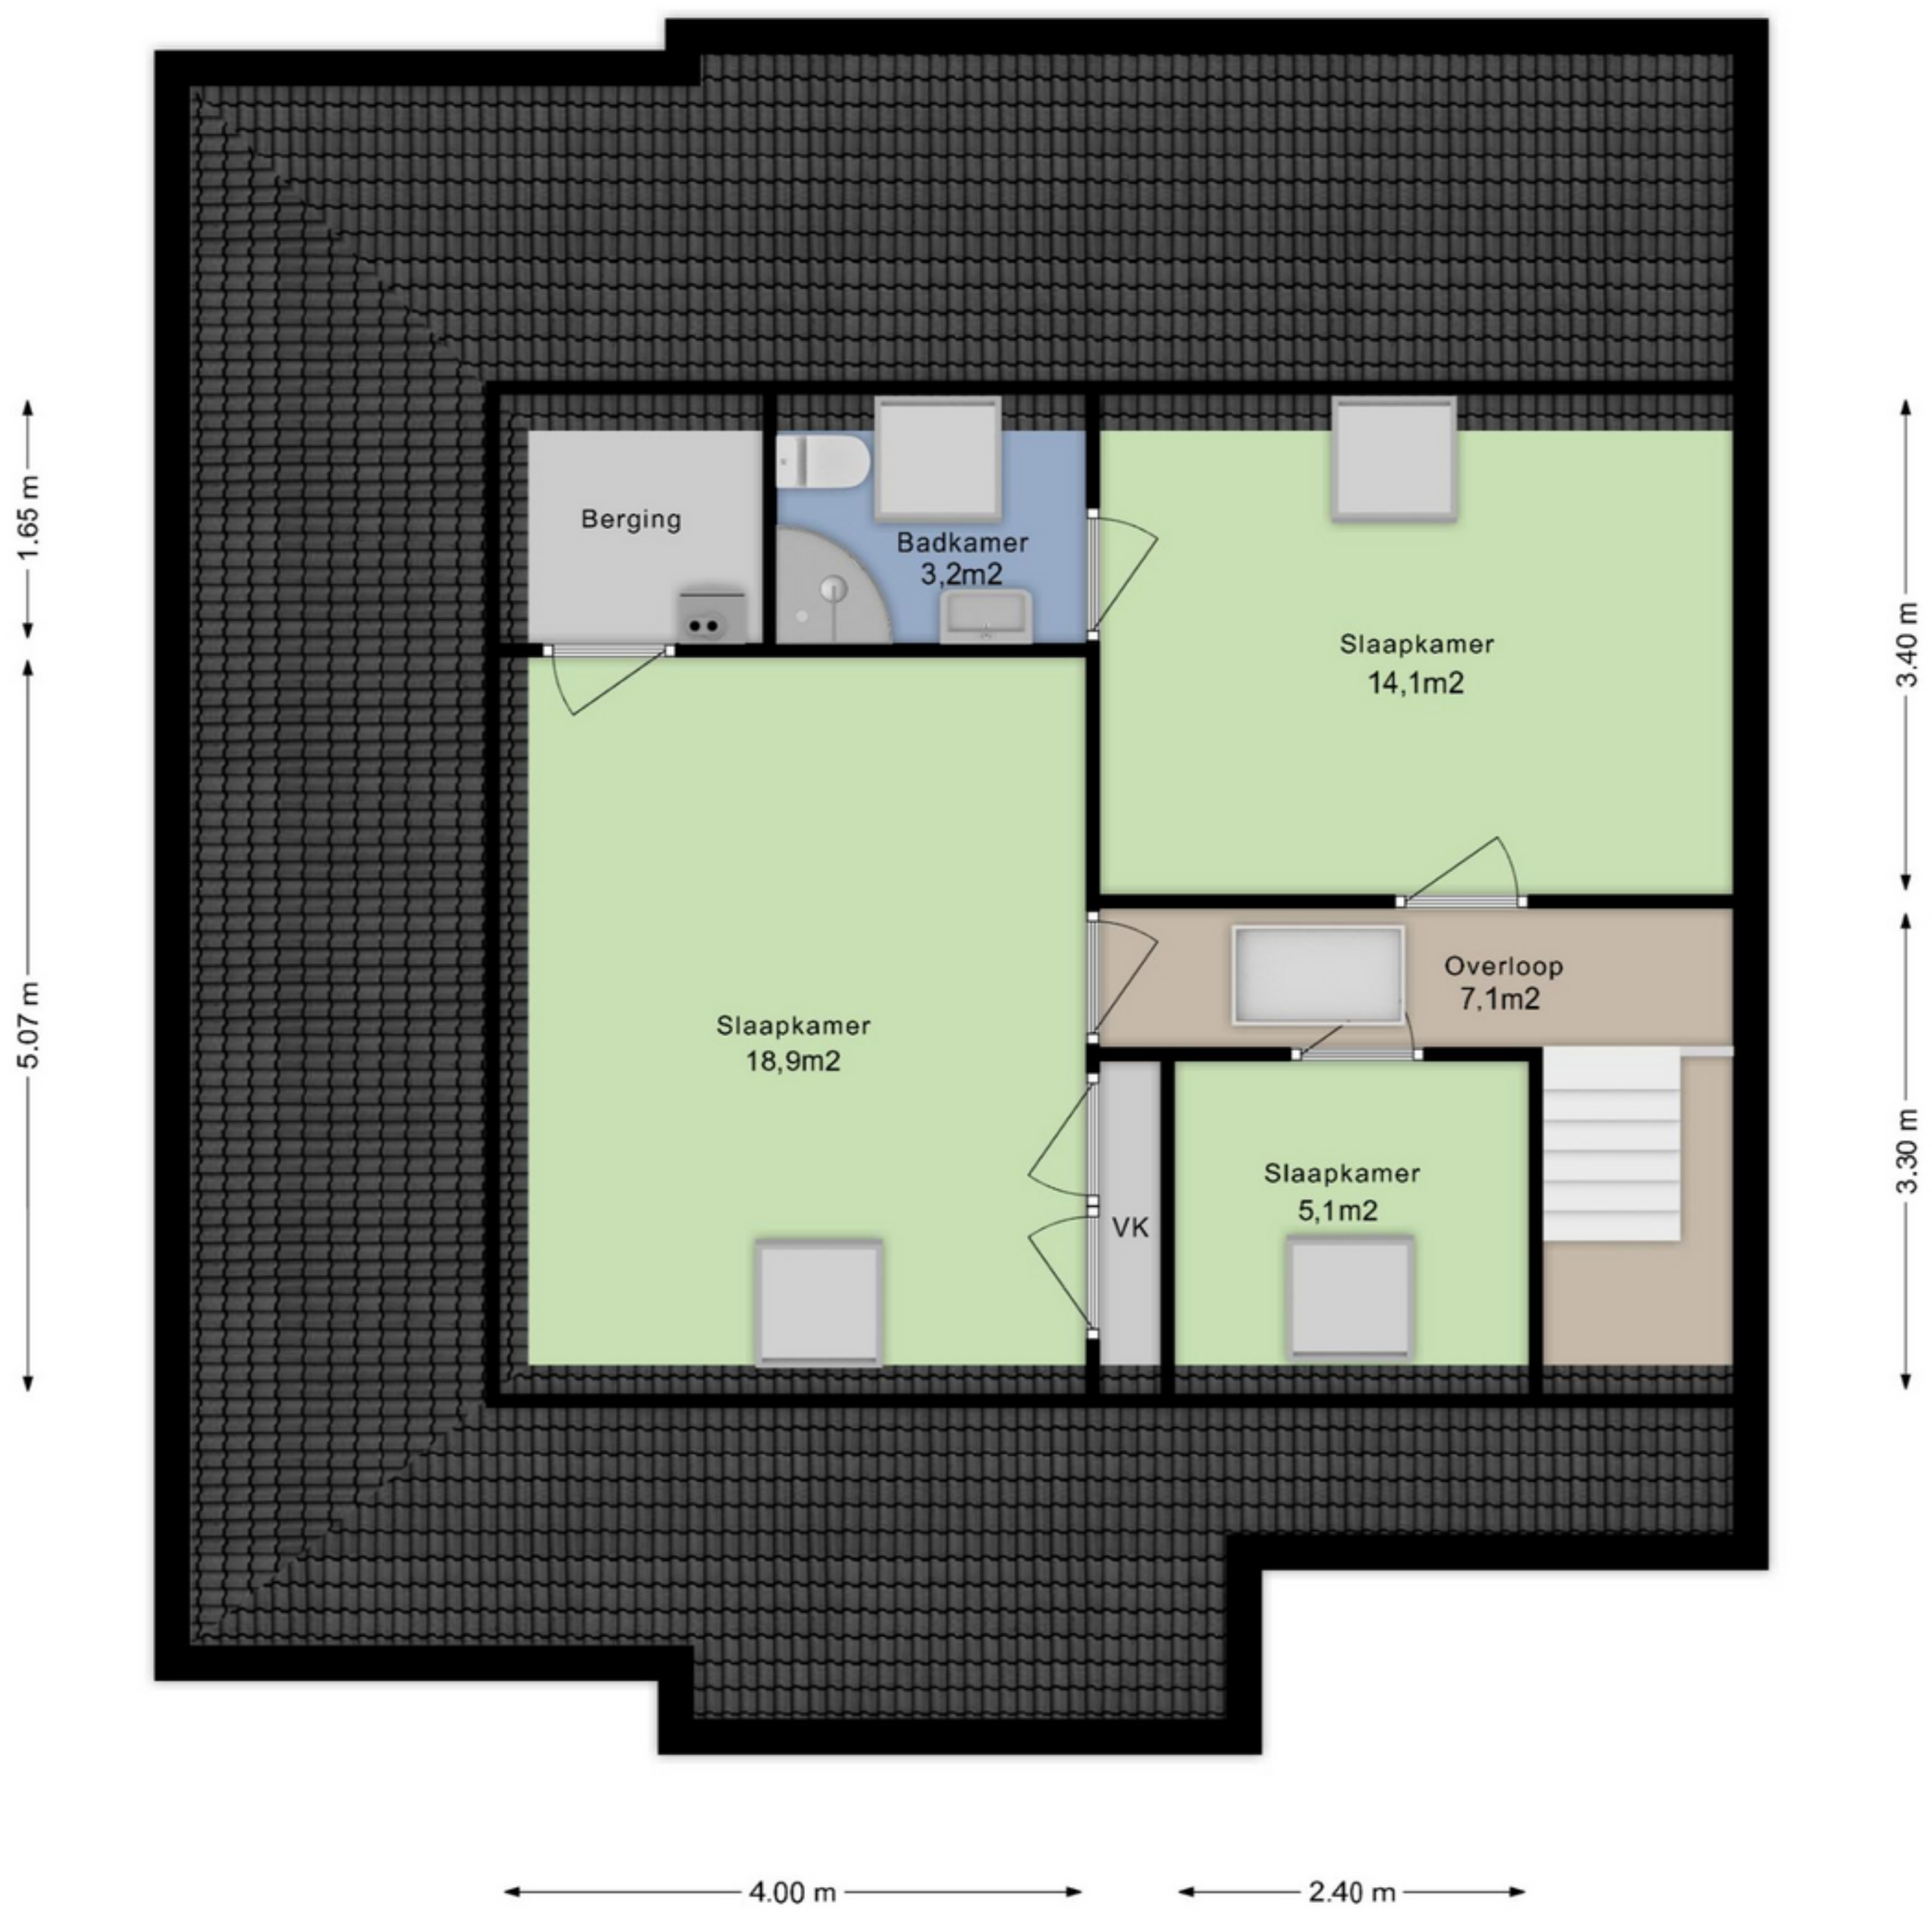 Berging
Badkamer
3,2m2
Slaapkamer
14,1m2
Overloop
7,1m2
Slaapkamer
18,9m2
Slaapkamer
5,1m2
VK
1.65 m
5.07 m
3.40 m
3.30 m
4.00 m
2.40 m